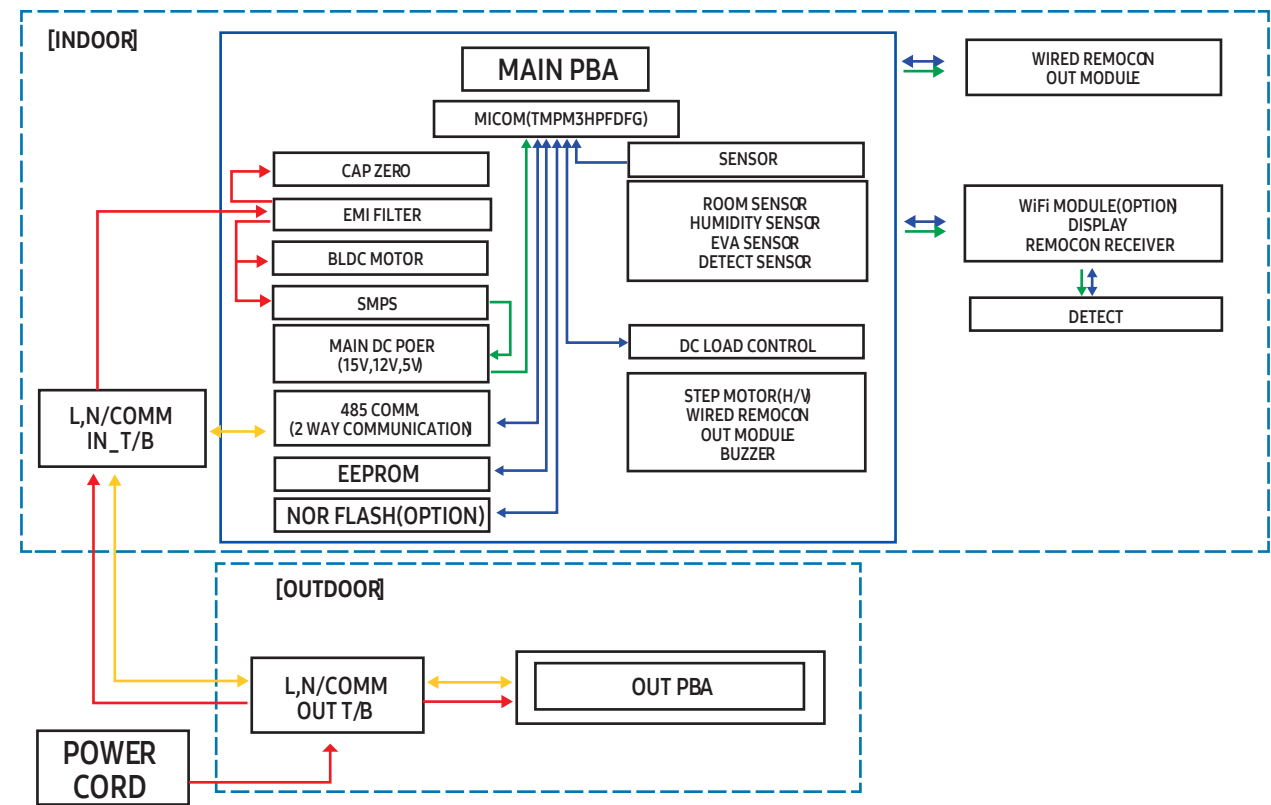 [INDOOR]
MAIN PBA
MICOM(TMPM3HPFDFG)
CAP ZERO
EMI FILTER
BLDC MOTOR
SMPS
MAIN DC POER
(15V,12V,5V)
485 COMM.
(2 WAY COMMUNICATION)
EEPROM
NOR FLASH(OPTION)
SENSOR
ROOM SENSOR
HUMIDITY SENSOR
EVA SENSOR
DETECT SENSOR
DC LOAD CONTROL
STEP MOTOR(H/V)
WIRED REMOCON
OUT MODULE
BUZZER
WIRED REMOCON
OUT MODULE
WiFi MODULE(OPTION)
DISPLAY
REMOCON RECEIVER
DETECT
L,N/COMM
IN_T/B
[OUTDOOR]
L,N/COMM
OUT T/B
OUT PBA
POWER
CORD